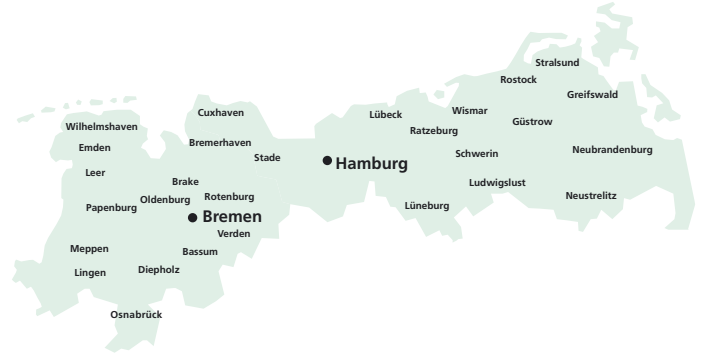 Stralsund
Rostock
Greifswald
Cuxhaven
Lübeck
Wismar
Güstrow
Wilhelmshaven
Ratzeburg
Bremerhaven
Emden
Neubrandenburg
Schwerin
Stade
Hamburg
Leer
Brake
Ludwigslust
Neustrelitz
Rotenburg
Oldenburg
Papenburg
Lüneburg
Bremen
Verden
Meppen
Bassum
Diepholz
Lingen
Osnabrück